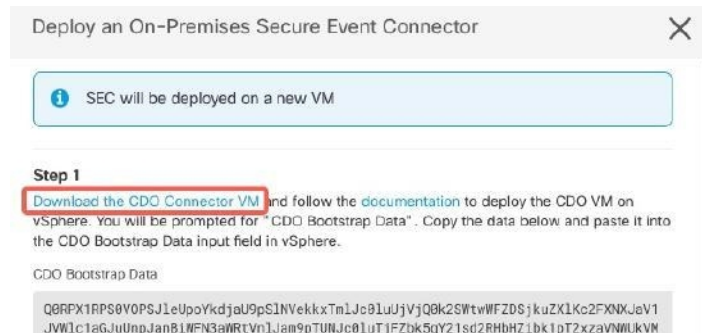 Deploy an On-Premises Secure Event Connector
SEC will be deployed on a new VM
Step 1
Download the CDO Connector VM and follow the documentation to deploy the CDO VM on
vSphere. You will be prompted for "CDO Bootstrap Data". Copy the data below and paste it into
the CDO Bootstrap Data input field in vSphere.
CDO Bootstrap Data